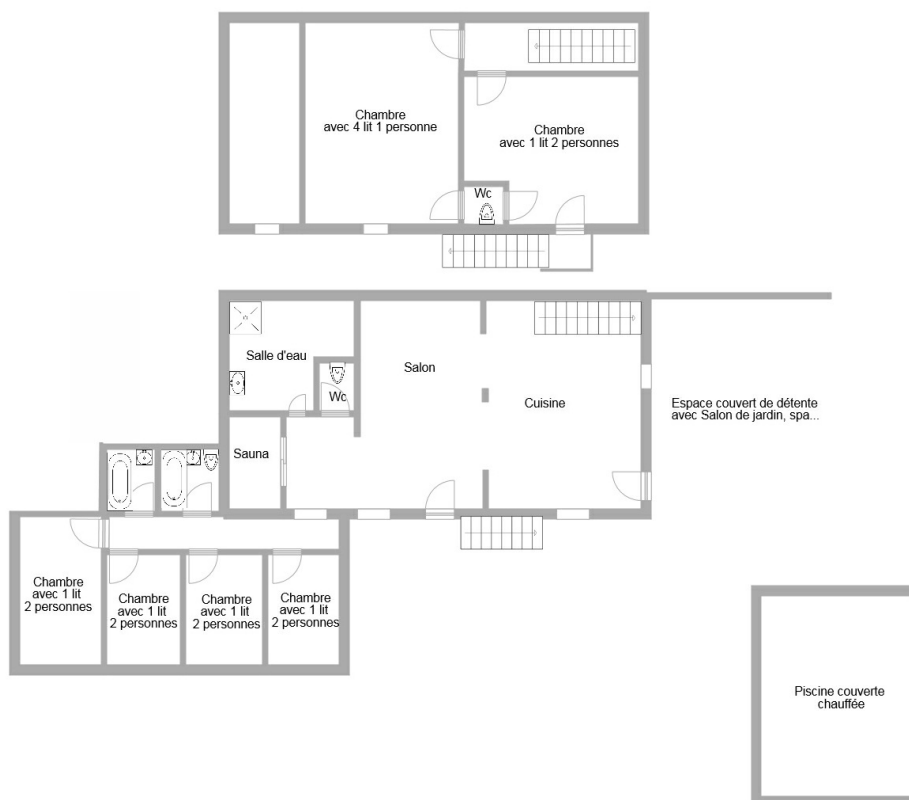 Chambre
avec 4 lit 1 personne
Chambre
avec 1 lit 2 personnes
Wc
Salle d'eau
Wc
Salon
Cuisine
Espace couvert de détente
avec Salon de jardin, spa...
Sauna
Chambre
avec 1 lit
2 personnes
Chambre
avec 1 lit
2 personnes
Chambre
avec 1 lit
2 personnes
Chambre
avec 1 lit
2 personnes
Piscine couverte
chauffée